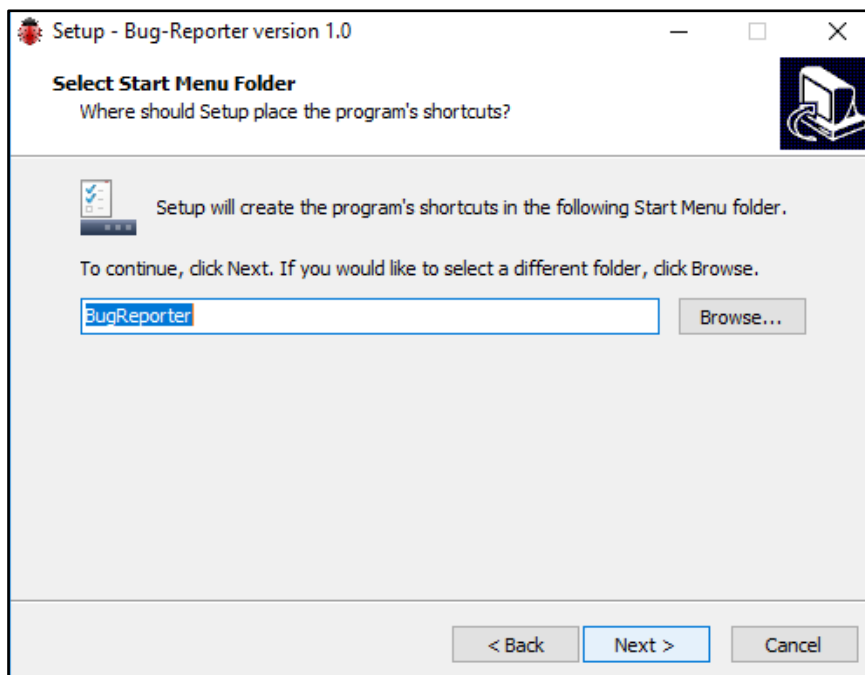 Setup - Bug-Reporter version 1.0
Select Start Menu Folder
Where should Setup place the program's shortcuts?
Setup will create the program's shortcuts in the following Start Menu folder.
To continue, click Next. If you would like to select a different folder, click Browse.
BugReporter
Browse...
< Back
Next >
Cancel